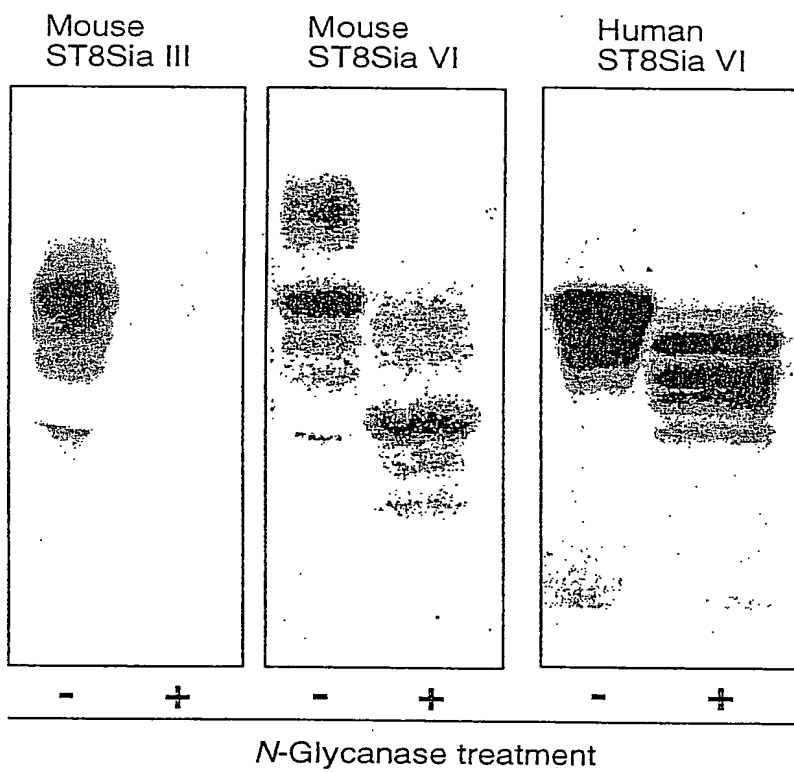 Mouse
ST8Sia III
Mouse
ST8Sia VI
Human
ST8Sia VI
- + - + - +
N-Glycanase treatment